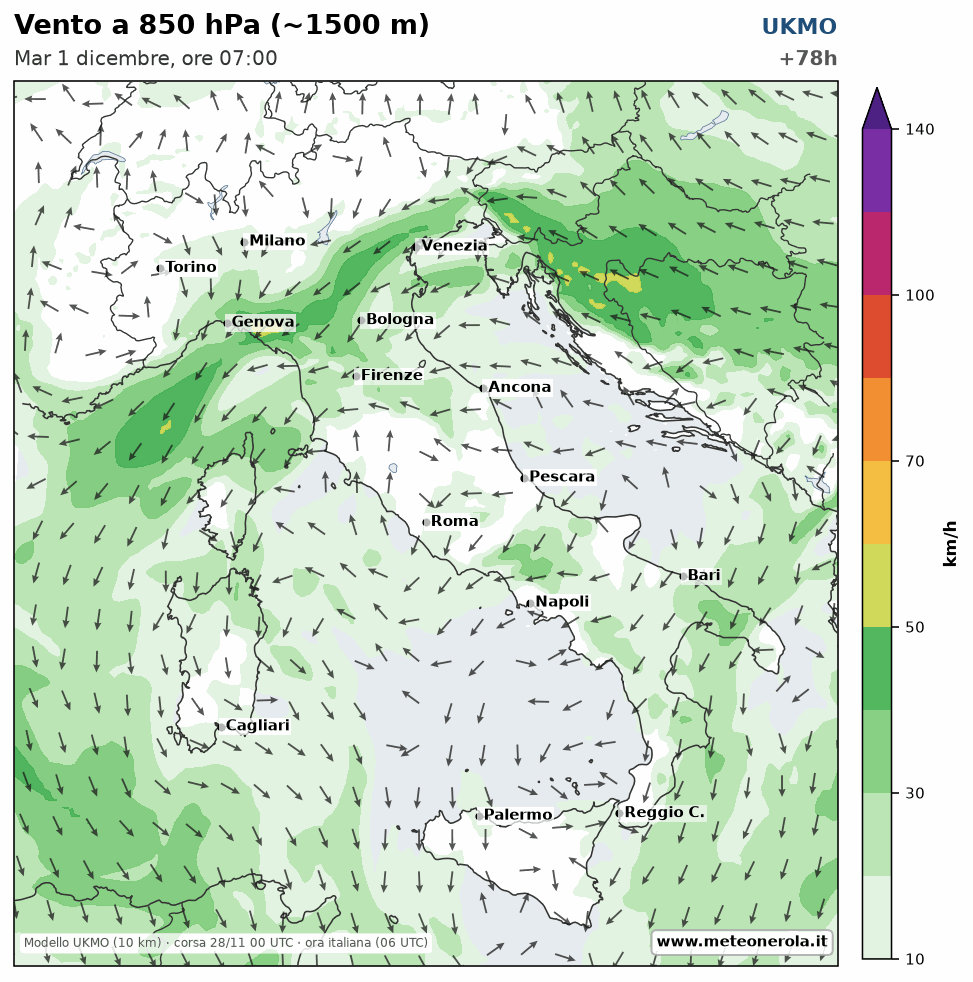 Vento a 850 hPa (~1500 m)
UKMO
Mar 1 dicembre, ore 07:00
+78h
140
100
70
50
30
10
km/h
Milano
Venezia
Torino
Genova
Bologna
Firenze
Ancona
Pescara
Roma
Bari
Napoli
Cagliari
Palermo
Reggio C.
Modello UKMO (10 km) · corsa 28/11 00 UTC · ora italiana (06 UTC)
www.meteonerola.it